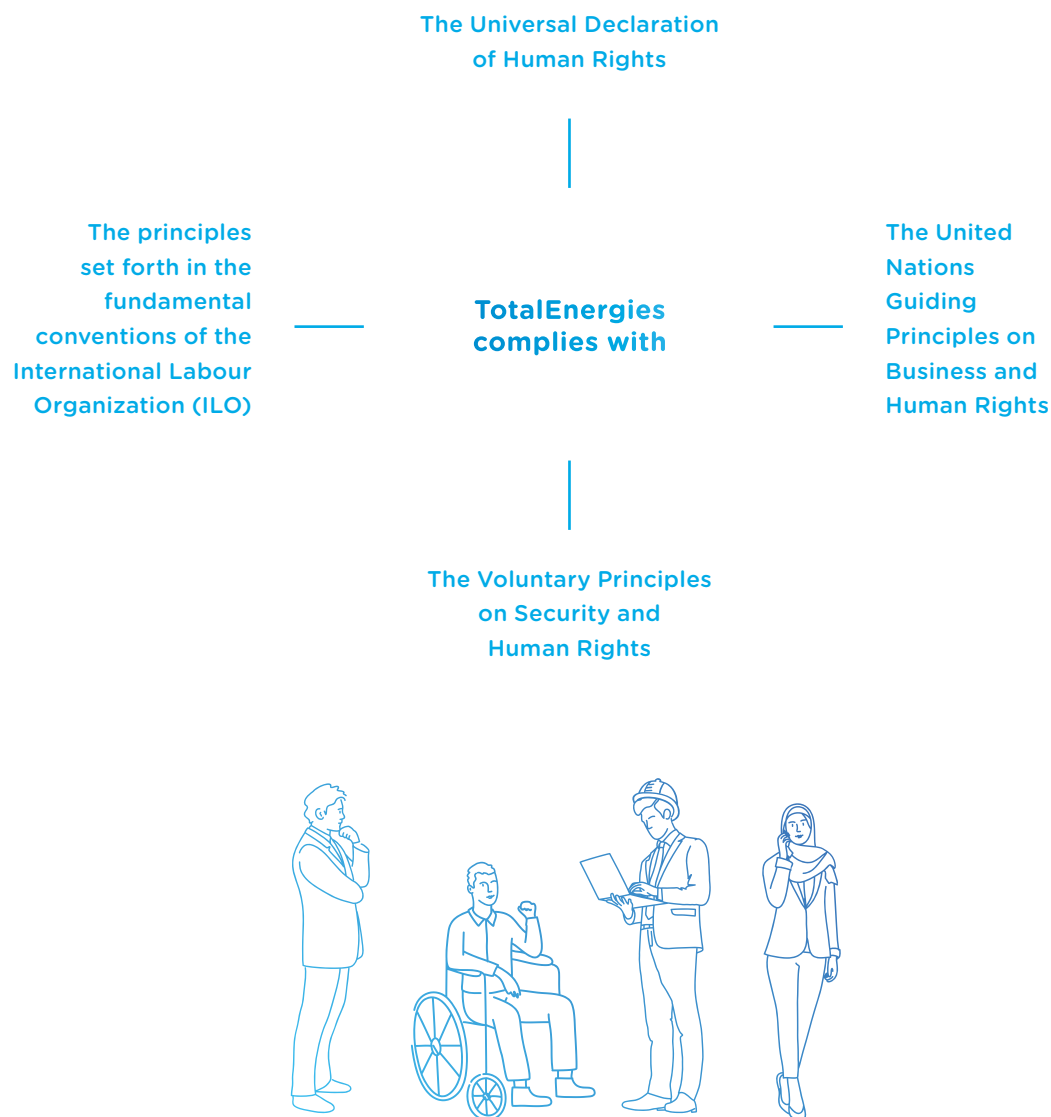 The Universal Declaration
of Human Rights
The principles
set forth in the
fundamental
conventions of the
International Labour
Organization (ILO)
TotalEnergies
complies with
The United
Nations
Guiding
Principles on
Business and
Human Rights
The Voluntary Principles
on Security and
Human Rights